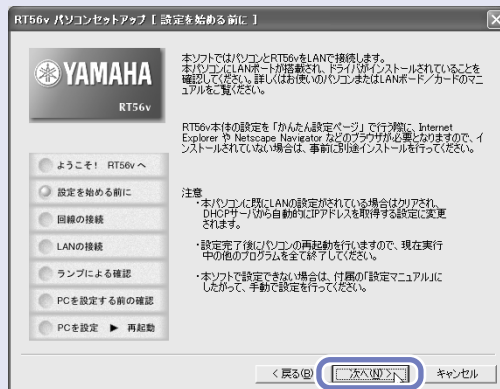 RT56v パソコンセットアップ [ 設定を始める前に ]
YAMAHA
RT56v
ようこそ! RT56v へ
設定を始める前に
回線の接続
LANの接続
ランプによる確認
PCを設定する前の確認
PCを設定 ▶ 再起動
本ソフトではパソコンとRT56vをLANで接続します。
本パソコンにLANポートが搭載され、ドライバがインストールされていることを
確認してください。詳しくはお使いのパソコンまたはLANボード／カードのマニ
ュアルをご覧ください。
RT56v本体の設定を「かんたん設定ページ」で行う際に、Internet
Explorer や Netscape Navigator などのブラウザが必要となりますので、イ
ンストールされていない場合は、事前に別途インストールを行ってください。
注意
・本パソコンに既にLANの設定がされている場合はクリアされ、
DHCPサーバから自動的にIPアドレスを取得する設定に変更
されます。
・設定完了後にパソコンの再起動を行いますので、現在実行
中の他のプログラムを全て終了してください。
・本ソフトで設定できない場合は、付属の「設定マニュアル」に
したがって、手動で設定を行ってください。
< 戻る(B)
次へ(N) >
キャンセル